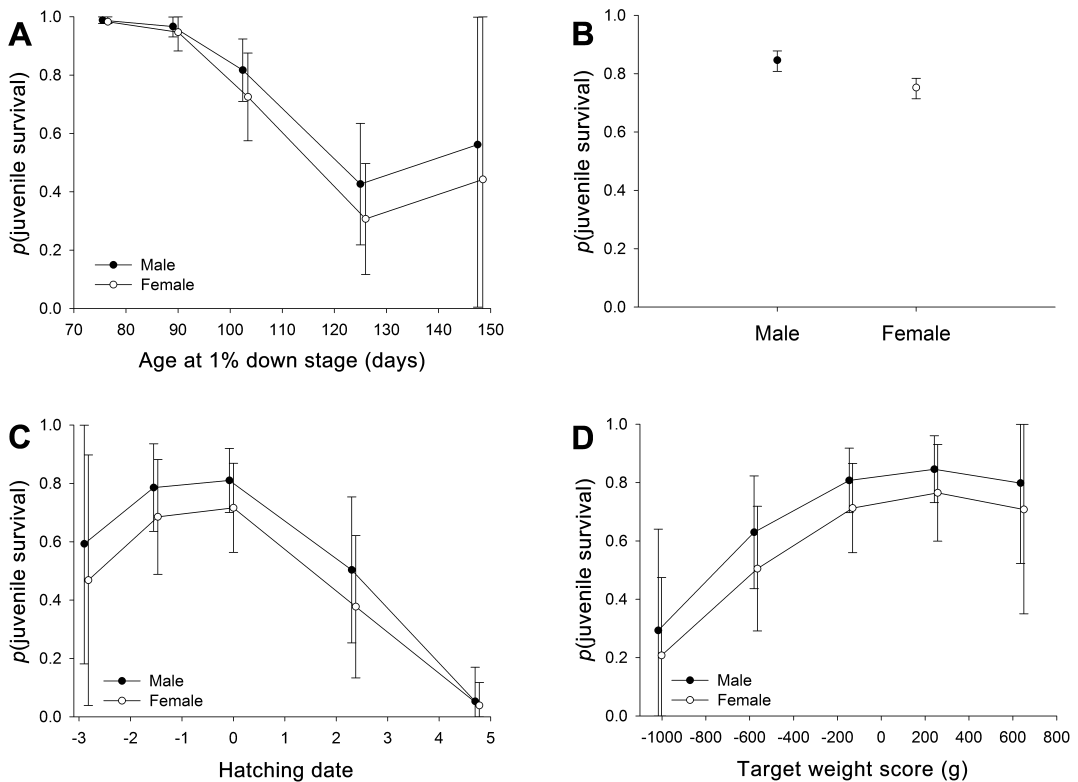 A
p(juvenile survival)
1.0
0.8
0.6
0.4
0.2
0.0
Male
Female
70 80 90 100 110 120 130 140 150
Age at 1% down stage (days)
B
p(juvenile survival)
1.0
0.8
0.6
0.4
0.2
0.0
Male Female
C
p(juvenile survival)
1.0
0.8
0.6
0.4
0.2
0.0
Male
Female
-3 -2 -1 0 1 2 3 4 5
Hatching date
D
p(juvenile survival)
1.0
0.8
0.6
0.4
0.2
0.0
Male
Female
-1000 -800 -600 -400 -200 0 200 400 600 800
Target weight score (g)